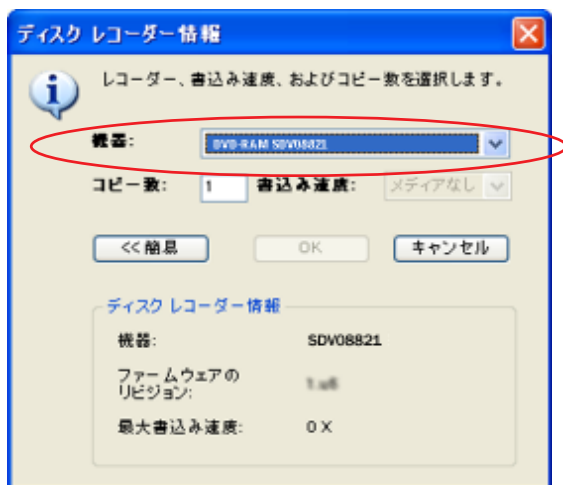 ディスク レコーダー情報
レコーダー、書込み速度、およびコピー数を選択します。
機器: DVD-RAM SDV08821
コピー数: 1 書込み速度: メディアなし
<< 簡易 OK キャンセル
ディスク レコーダー情報
機器: SDV08821
ファームウェアの
リビジョン:
最大書込み速度: 0 X